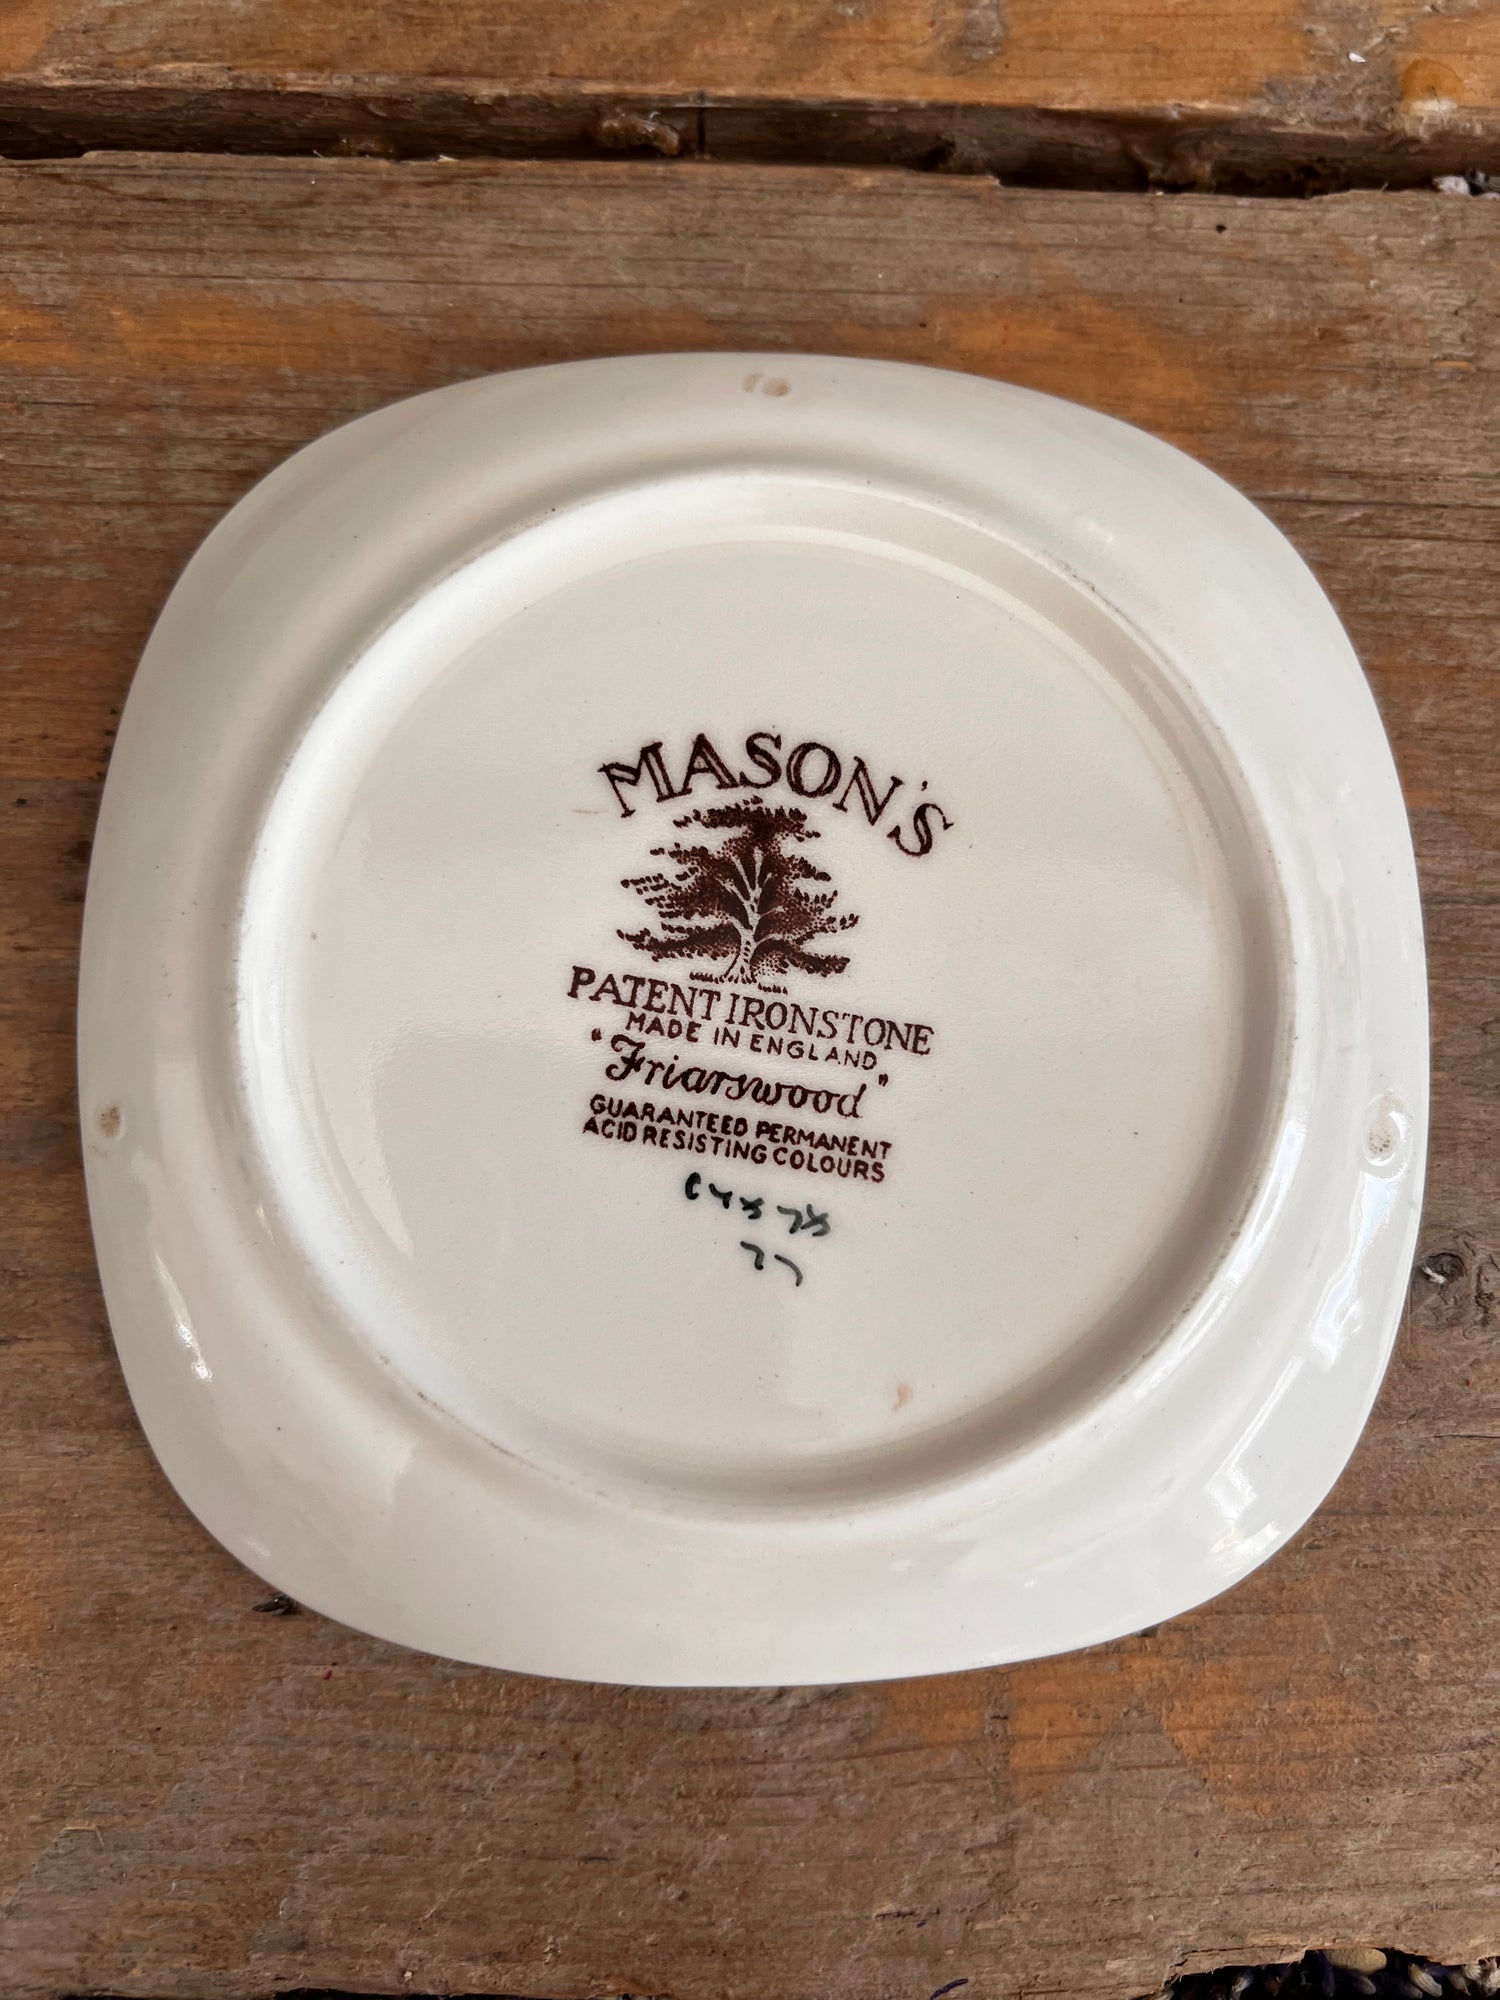 MASON'S
PATENT IRONSTONE
MADE IN ENGLAND
"Friarswood"
GUARANTEED PERMANENT
ACID RESISTING COLOURS